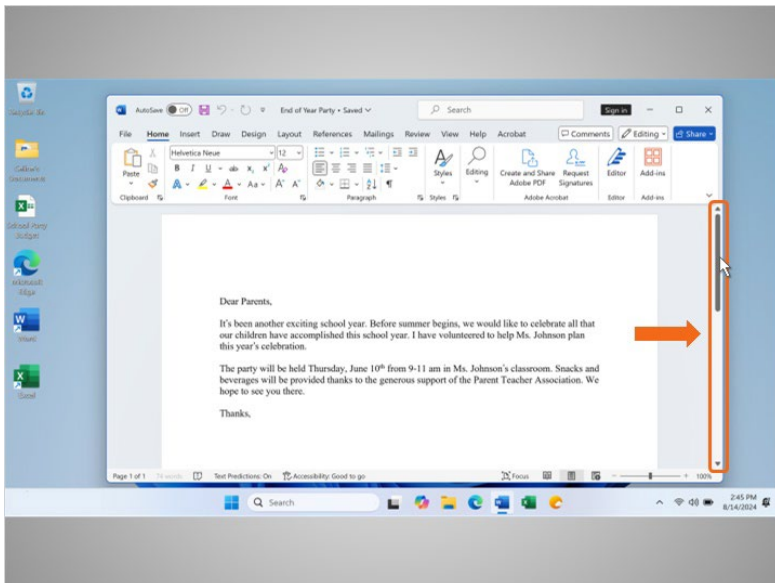 AutoSave Off End of Year Party • Saved Search Sign in
File Home Insert Draw Design Layout References Mailings Review View Help Acrobat Comments Editing Share
Helvetica Neue 12
Paste
Styles
Editing
Create and Share Adobe PDF
Request Signatures
Editor
Add-ins
Clipboard Font Paragraph Styles Adobe Acrobat Editor Add-ins
Dear Parents,
It's been another exciting school year. Before summer begins, we would like to celebrate all that
our children have accomplished this school year. I have volunteered to help Ms. Johnson plan
this year's celebration.
The party will be held Thursday, June 10th from 9-11 am in Ms. Johnson's classroom. Snacks and
beverages will be provided thanks to the generous support of the Parent Teacher Association. We
hope to see you there.
Thanks,
Page 1 of 1 74 words Text Predictions: On Accessibility: Good to go Focus 100%
School Party
Budget
Microsoft
Edge
Word
Excel
Search
2:45 PM
8/14/2024